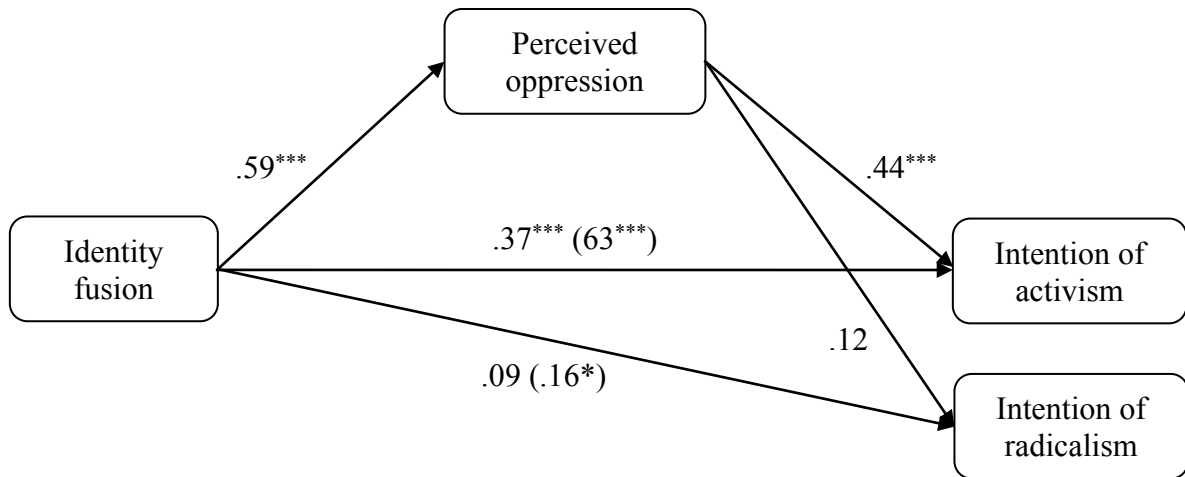 Perceived
oppression
.59***
.44***
Identity
fusion
.37*** (63***)
Intention of
activism
.12
.09 (.16*)
Intention of
radicalism